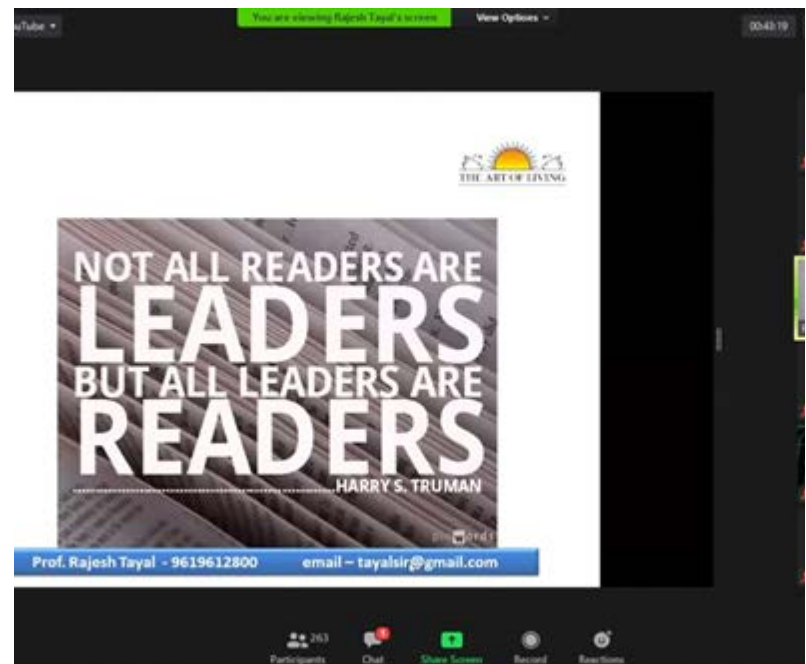 uTube
You are viewing Rajesh Tayal's screen View Options
00:43:19
THE ART OF LIVING
NOT ALL READERS ARE
LEADERS
BUT ALL LEADERS ARE
READERS
HARRY S. TRUMAN
Prof. Rajesh Tayal - 9619612800 email – tayalsir@gmail.com
263
Participants Chat Share Screen Record Reactions